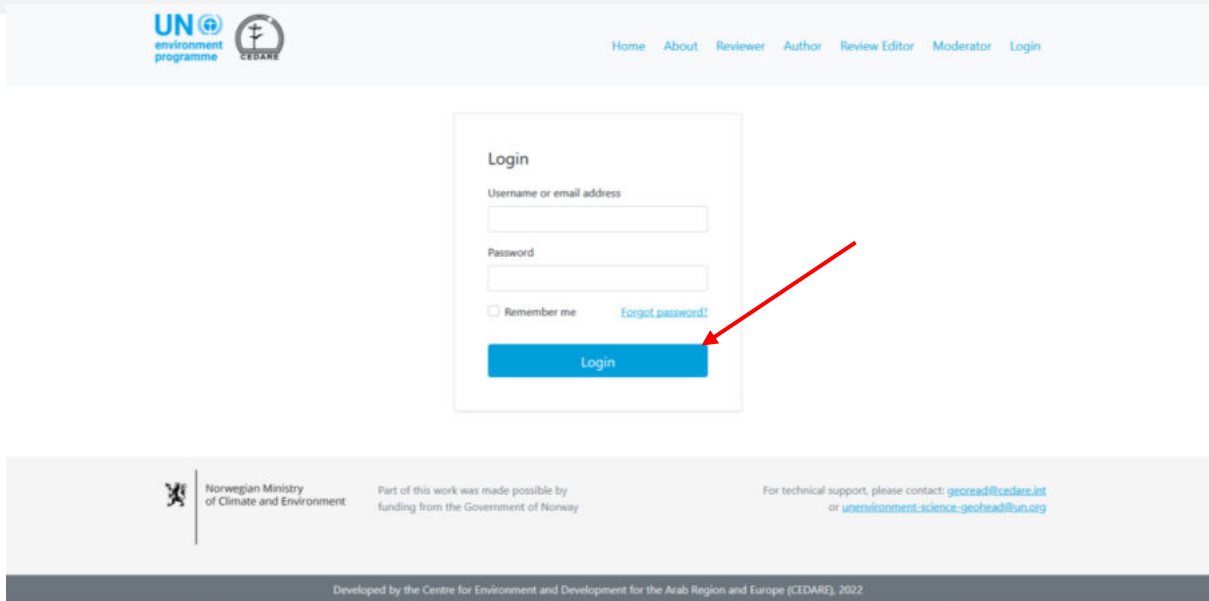 UN
environment
programme
CEDARE
Home About Reviewer Author Review Editor Moderator Login
Login
Username or email address
Password
Remember me Forgot password?
Login
Norwegian Ministry
of Climate and Environment
Part of this work was made possible by
funding from the Government of Norway
For technical support, please contact: georead@cedare.int
or unenvironment-science-geohead@un.org
Developed by the Centre for Environment and Development for the Arab Region and Europe (CEDARE), 2022